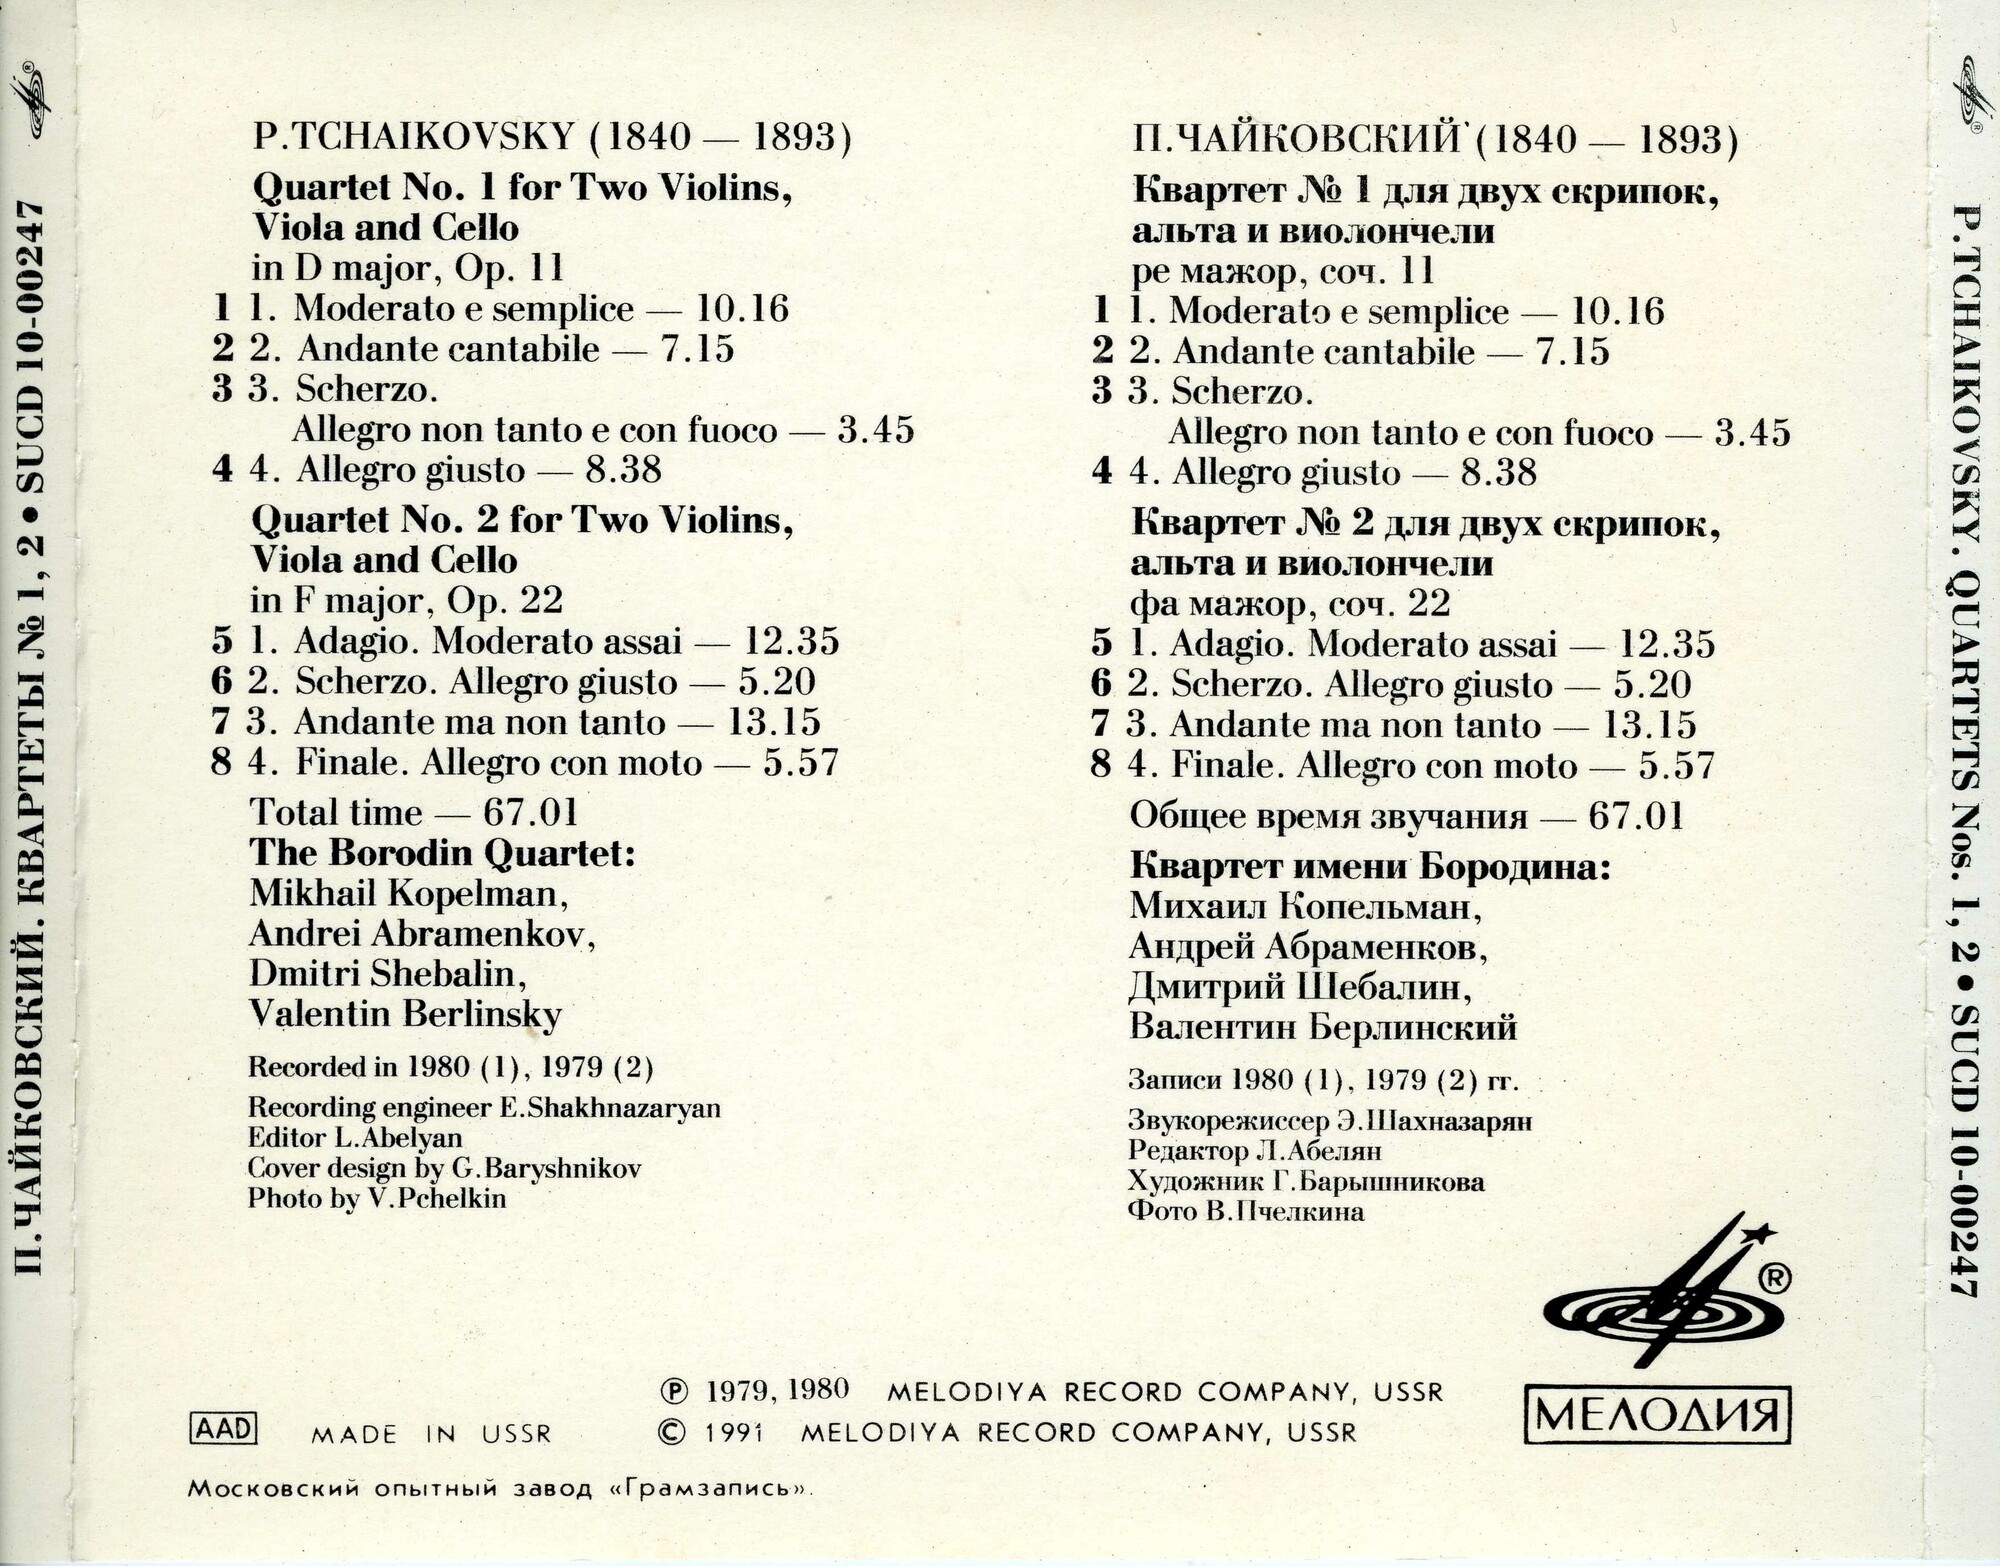 П.ЧАЙКОВСКИЙ. КВАРТЕТЫ № 1, 2 • SUCD 10-00247
P.TCHAIKOVSKY (1840 — 1893)
Quartet No. 1 for Two Violins,
Viola and Cello
in D major, Op. 11
1 1. Moderato e semplice — 10.16
2 2. Andante cantabile — 7.15
3 3. Scherzo.
Allegro non tanto e con fuoco — 3.45
4 4. Allegro giusto — 8.38
Quartet No. 2 for Two Violins,
Viola and Cello
in F major, Op. 22
5 1. Adagio. Moderato assai — 12.35
6 2. Scherzo. Allegro giusto — 5.20
7 3. Andante ma non tanto — 13.15
8 4. Finale. Allegro con moto — 5.57
Total time — 67.01
The Borodin Quartet:
Mikhail Kopelman,
Andrei Abramenkov,
Dmitri Shebalin,
Valentin Berlinsky
Recorded in 1980 (1), 1979 (2)
Recording engineer E.Shakhnazaryan
Editor L.Abelyan
Cover design by G.Baryshnikov
Photo by V.Pchelkin
П.ЧАЙКОВСКИЙ (1840 — 1893)
Квартет № 1 для двух скрипок,
альта и виолончели
ре мажор, соч. 11
1 1. Moderato e semplice — 10.16
2 2. Andante cantabile — 7.15
3 3. Scherzo.
Allegro non tanto e con fuoco — 3.45
4 4. Allegro giusto — 8.38
Квартет № 2 для двух скрипок,
альта и виолончели
фа мажор, соч. 22
5 1. Adagio. Moderato assai — 12.35
6 2. Scherzo. Allegro giusto — 5.20
7 3. Andante ma non tanto — 13.15
8 4. Finale. Allegro con moto — 5.57
Общее время звучания — 67.01
Квартет имени Бородина:
Михаил Копельман,
Андрей Абраменков,
Дмитрий Шебалин,
Валентин Берлинский
Записи 1980 (1), 1979 (2) гг.
Звукорежиссер Э.Шахназарян
Редактор Л.Абелян
Художник Г.Барышникова
Фото В.Пчелкина
®
МЕЛОДИЯ
℗ 1979, 1980 MELODIYA RECORD COMPANY, USSR
© 1991 MELODIYA RECORD COMPANY, USSR
AAD MADE IN USSR
Московский опытный завод «Грамзапись».
P.TCHAIKOVSKY. QUARTETS Nos. 1, 2 • SUCD 10-00247